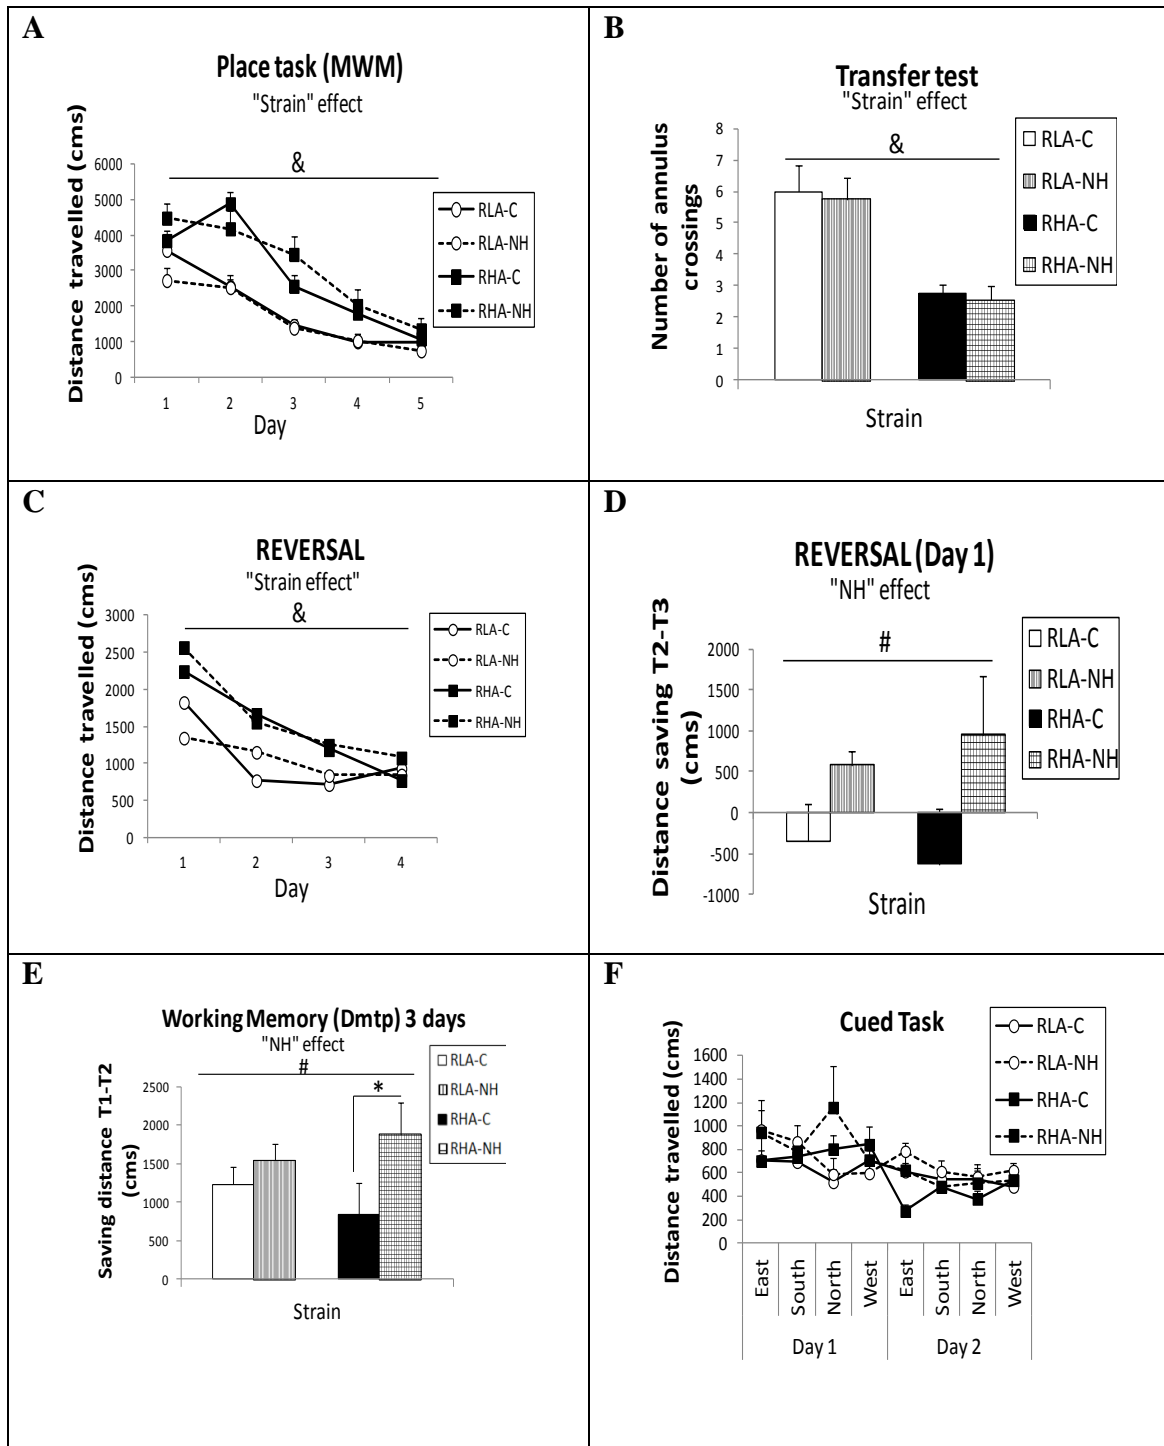 A
Place task (MWM)
"Strain" effect
&
Distance travelled (cms)
6000
5000
4000
3000
2000
1000
0
1 2 3 4 5
Day
RLA-C
RLA-NH
RHA-C
RHA-NH
B
Transfer test
"Strain" effect
&
Number of annulus
crossings
8
7
6
5
4
3
2
1
0
Strain
RLA-C
RLA-NH
RHA-C
RHA-NH
C
REVERSAL
"Strain effect"
&
Distance travelled (cms)
3000
2500
2000
1500
1000
500
0
1 2 3 4
Day
RLA-C
RLA-NH
RHA-C
RHA-NH
D
REVERSAL (Day 1)
"NH" effect
#
Distance saving T2-T3
(cms)
2000
1500
1000
500
0
-500
-1000
Strain
RLA-C
RLA-NH
RHA-C
RHA-NH
E
Working Memory (Dmtp) 3 days
"NH" effect
#
*
Saving distance T1-T2
(cms)
2500
2000
1500
1000
500
0
Strain
RLA-C
RLA-NH
RHA-C
RHA-NH
F
Cued Task
Distance travelled (cms)
1600
1400
1200
1000
800
600
400
200
0
East South North West East South North West
Day 1 Day 2
RLA-C
RLA-NH
RHA-C
RHA-NH